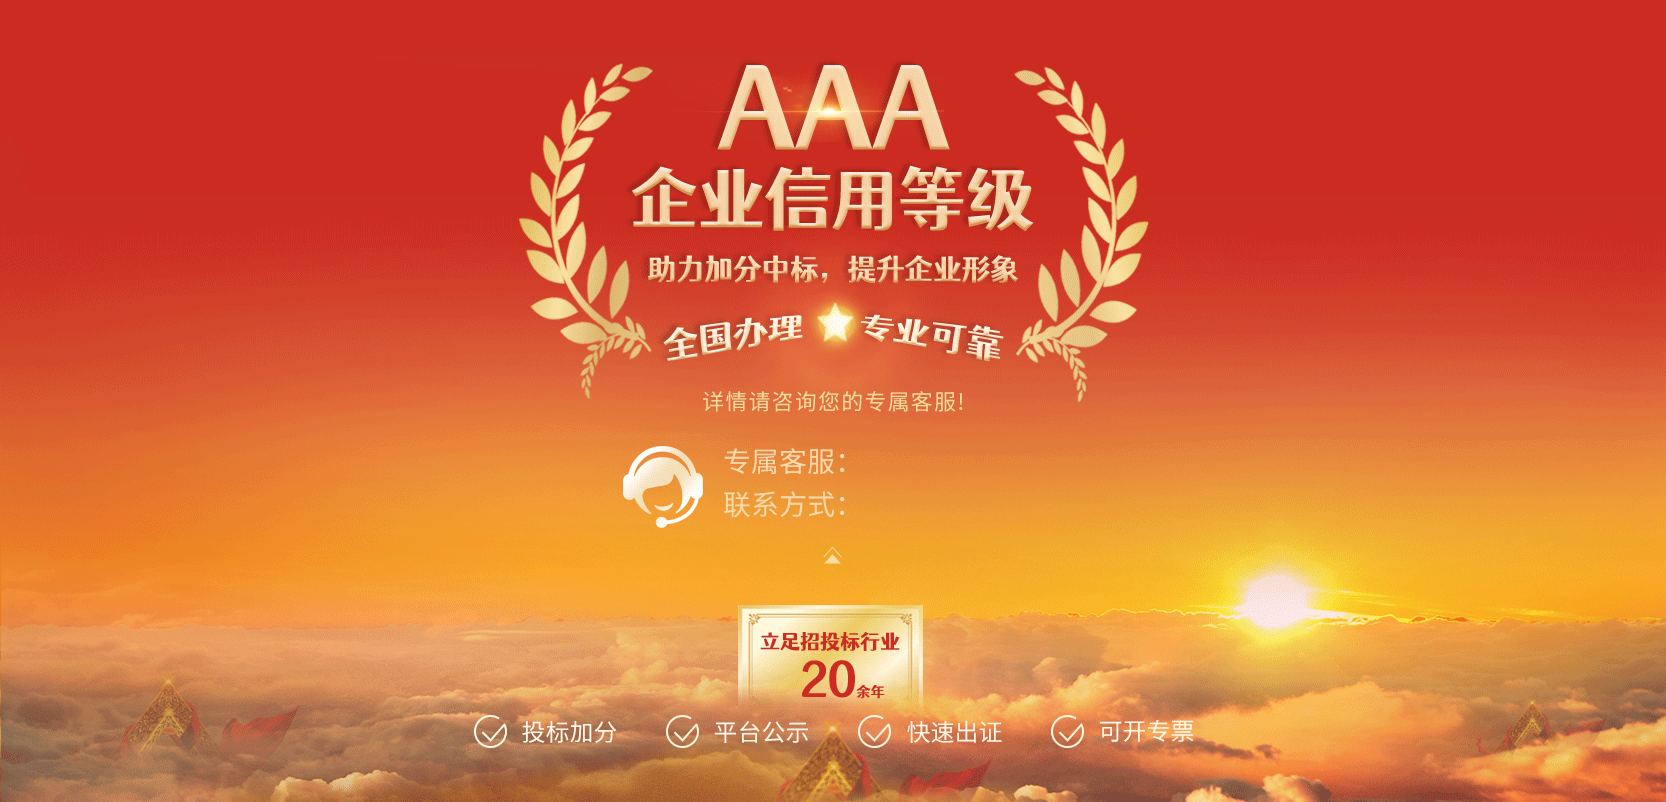 AAA
企业信用等级
助力加分中标，提升企业形象
全国办理 专业可靠
详情请咨询您的专属客服!
专属客服：
联系方式：
立足招投标行业
20余年
投标加分 平台公示 快速出证 可开专票